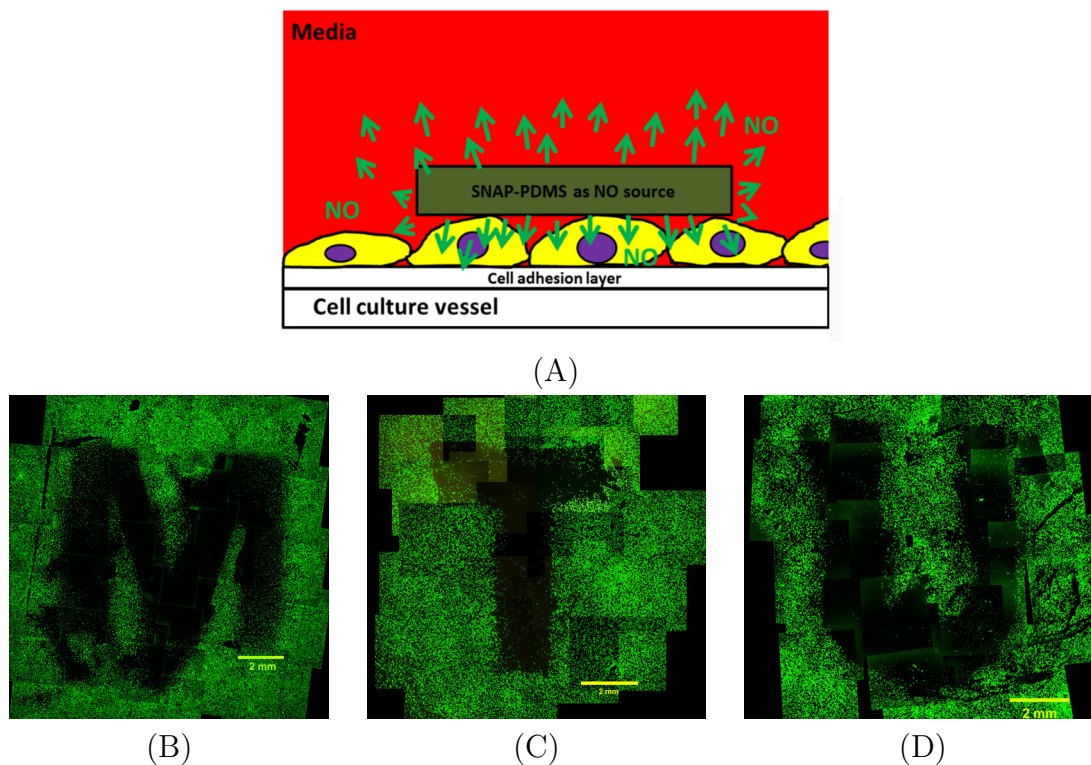 Media
NO
SNAP-PDMS as NO source
NO
NO
Cell adhesion layer
Cell culture vessel
(A)
2 mm
2 mm
2 mm
(B)
(C)
(D)